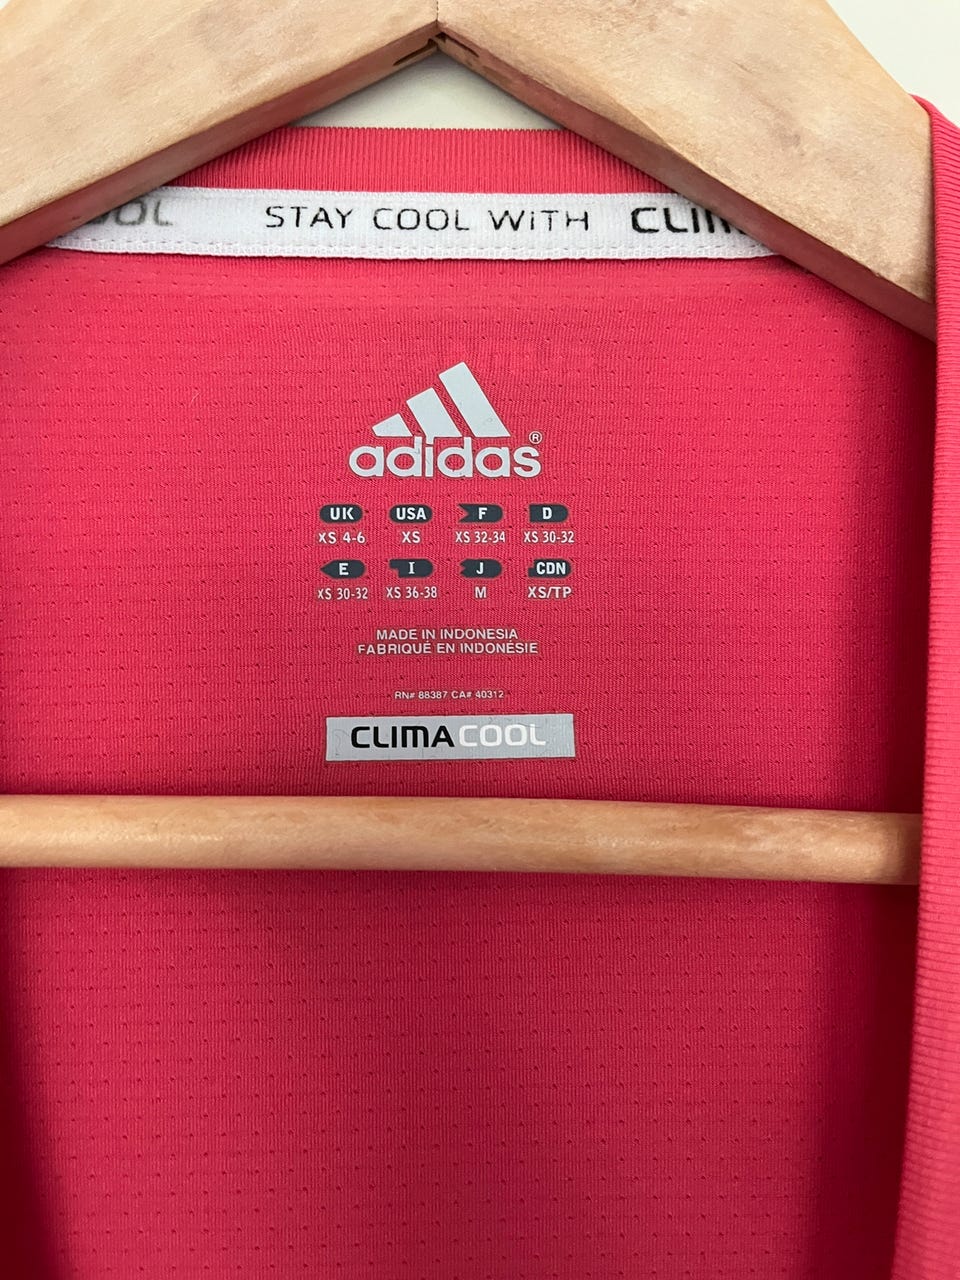 COOL STAY COOL WiTH CLIM
adidas®
UK USA F D
XS 4-6 XS XS 32-34 XS 30-32
E I J CDN
XS 30-32 XS 36-38 M XS/TP
MADE IN INDONESIA
FABRIQUÉ EN INDONÉSIE
RN# 88387 CA# 40312
CLIMACOOL